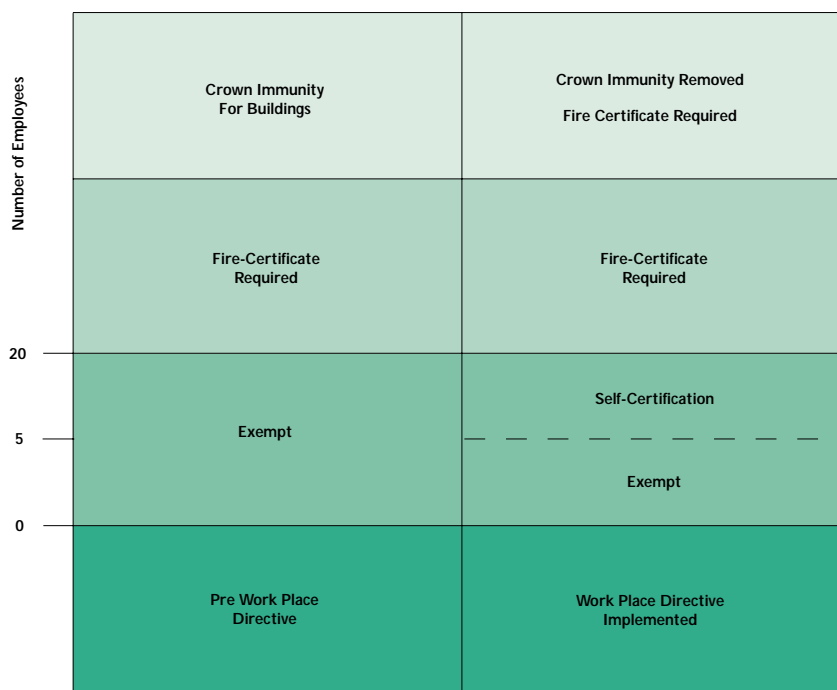 Number of Employees
Crown Immunity
For Buildings
Crown Immunity Removed
Fire Certificate Required
Fire-Certificate
Required
Fire-Certificate
Required
20
Self-Certification
Exempt
5
Exempt
0
Pre Work Place
Directive
Work Place Directive
Implemented